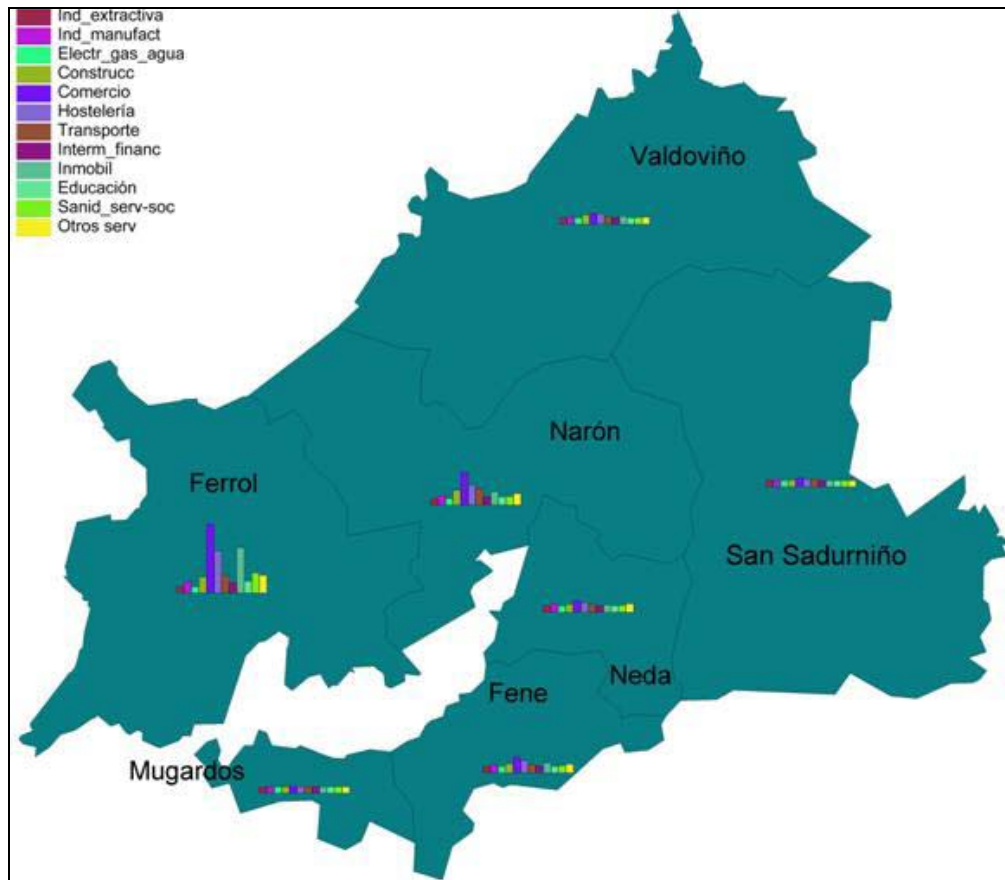 Ind_extractiva
Ind_manufact
Electr_gas_agua
Construcc
Comercio
Hostelería
Transporte
Interm_financ
Inmobil
Educación
Sanid_serv-soc
Otros serv
Valdoviño
Narón
Ferrol
San Sadurniño
Neda
Fene
Mugardos